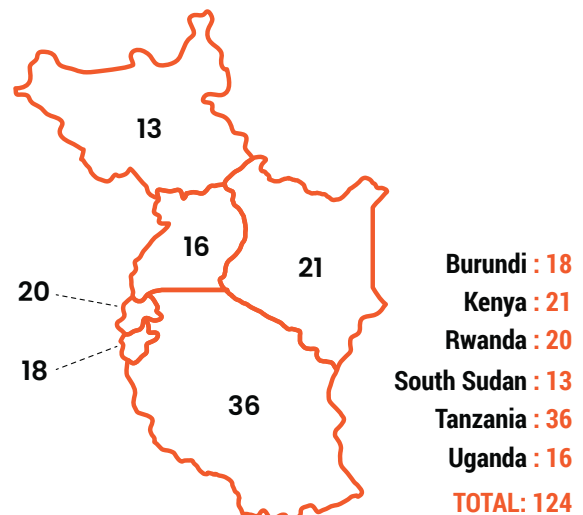 13
16
21
20
18
36
Burundi : 18
Kenya : 21
Rwanda : 20
South Sudan : 13
Tanzania : 36
Uganda : 16
TOTAL: 124